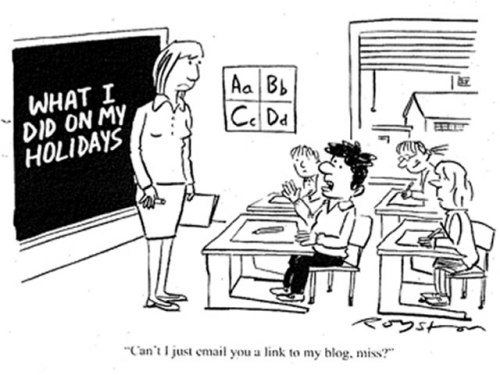 WHAT I
DID ON MY
HOLIDAYS
Aa Bb
Cc Dd
Royston
"Can't I just email you a link to my blog, miss?"